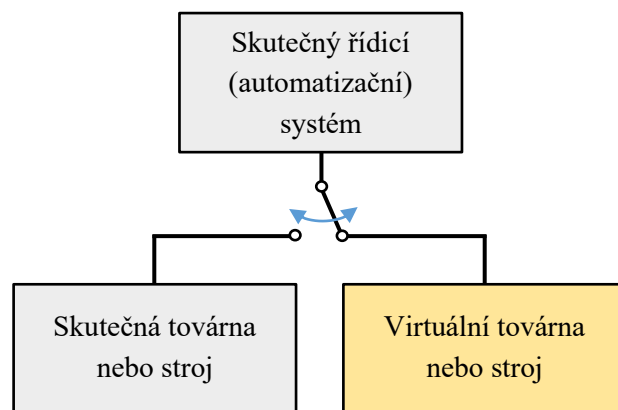 Skutečný řídicí
(automatizační)
systém
Skutečná továrna
nebo stroj
Virtuální továrna
nebo stroj